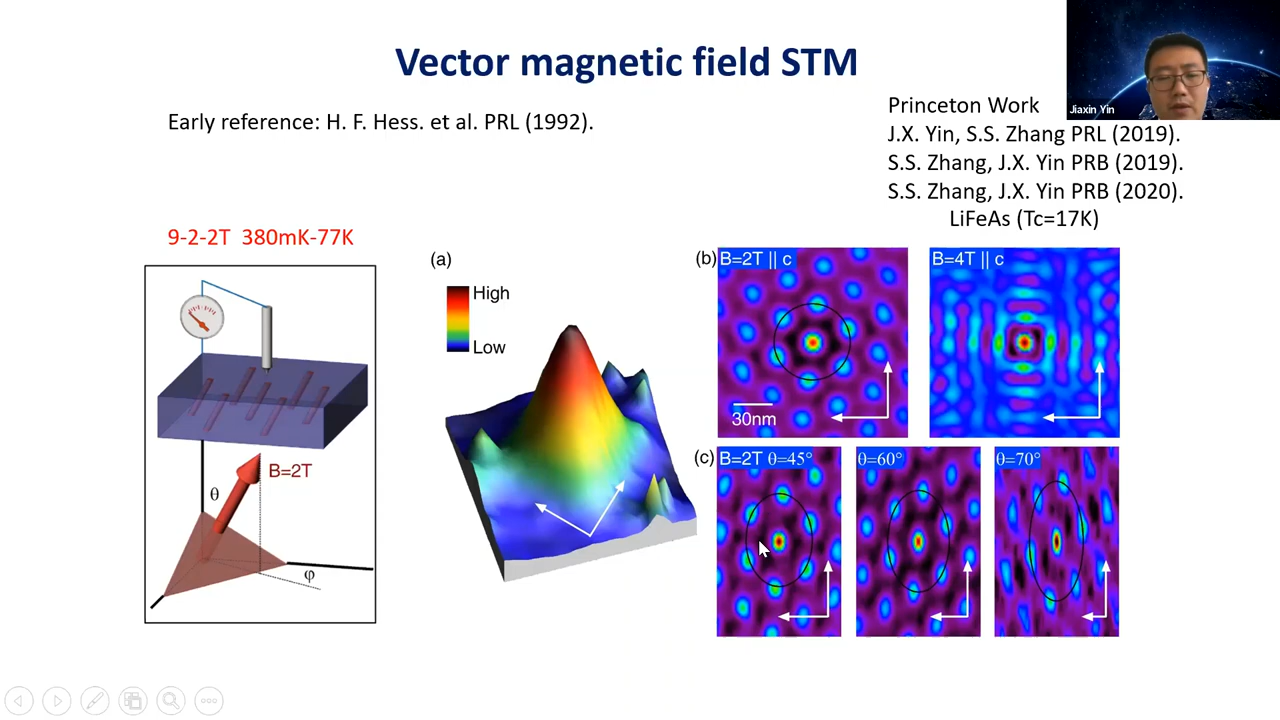 Vector magnetic field STM
Jiaxin Yin
Early reference: H. F. Hess. et al. PRL (1992).
Princeton Work
J.X. Yin, S.S. Zhang PRL (2019).
S.S. Zhang, J.X. Yin PRB (2019).
S.S. Zhang, J.X. Yin PRB (2020).
LiFeAs (Tc=17K)
9-2-2T 380mK-77K
B=2T
θ
φ
(a)
High
Low
(b)
B=2T || c
30nm
B=4T || c
(c)
B=2T θ=45°
θ=60°
θ=70°